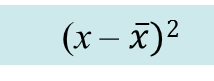 (x – x̄)²